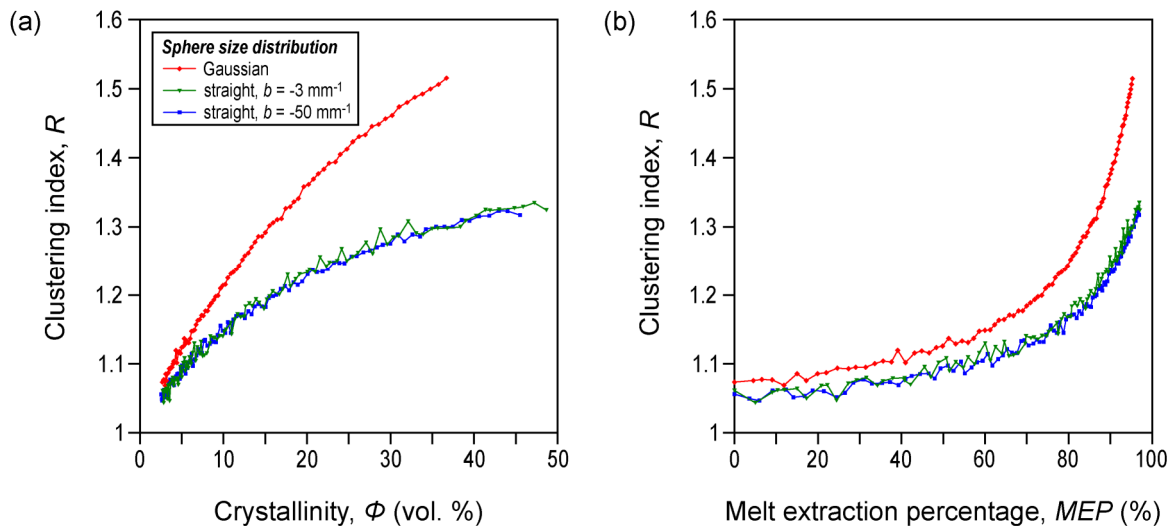 (a)
1.6
1.5
1.4
1.3
1.2
1.1
1
Clustering index, R
Sphere size distribution
Gaussian
straight, b = -3 mm⁻¹
straight, b = -50 mm⁻¹
0 10 20 30 40 50
Crystallinity, Φ (vol. %)
(b)
1.6
1.5
1.4
1.3
1.2
1.1
1
Clustering index, R
0 20 40 60 80 100
Melt extraction percentage, MEP (%)